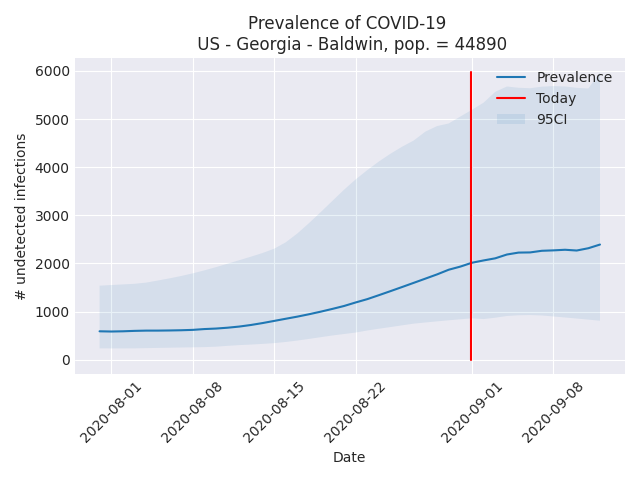 Prevalence of COVID-19
US - Georgia - Baldwin, pop. = 44890
6000
5000
4000
3000
2000
1000
0
# undetected infections
Prevalence
Today
95CI
2020-08-01
2020-08-08
2020-08-15
2020-08-22
2020-09-01
2020-09-08
Date